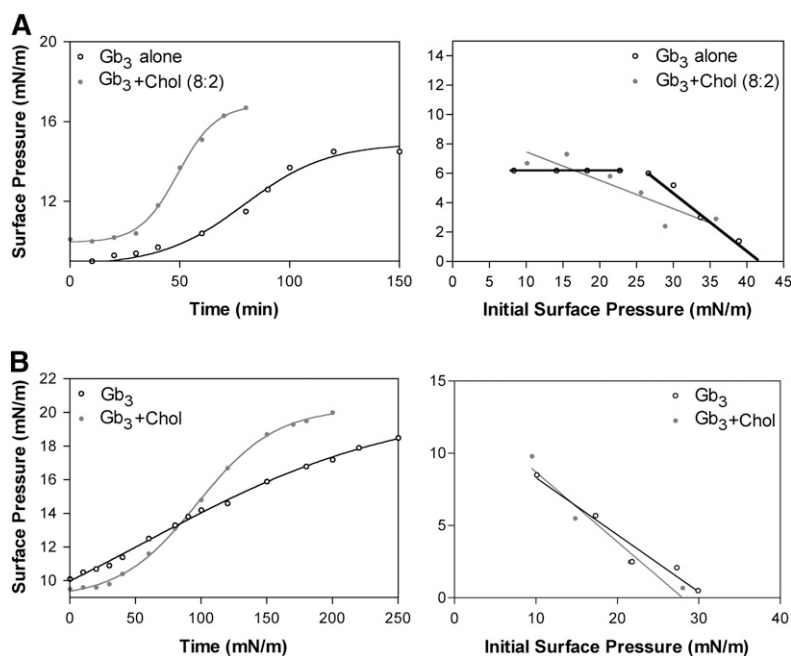 A
Surface Pressure (mN/m)
20
16
12
0
50
100
150
Time (min)
Gb3 alone
Gb3+Chol (8:2)
14
12
10
8
6
4
2
0
0
5
10
15
20
25
30
35
40
45
Initial Surface Pressure (mN/m)
Gb3 alone
Gb3+Chol (8:2)
B
Surface Pressure (mN/m)
22
20
18
16
14
12
10
0
50
100
150
200
250
Time (mN/m)
Gb3
Gb3+Chol
15
10
5
0
0
10
20
30
40
Initial Surface Pressure (mN/m)
Gb3
Gb3+Chol